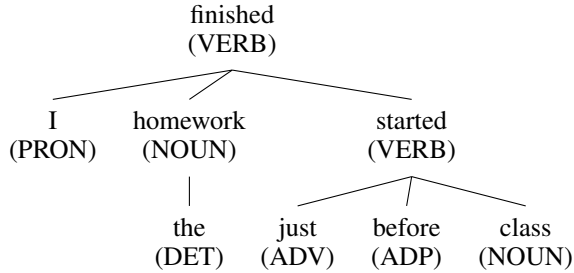 finished
(VERB)
I homework started
(PRON) (NOUN) (VERB)
the just before class
(DET) (ADV) (ADP) (NOUN)